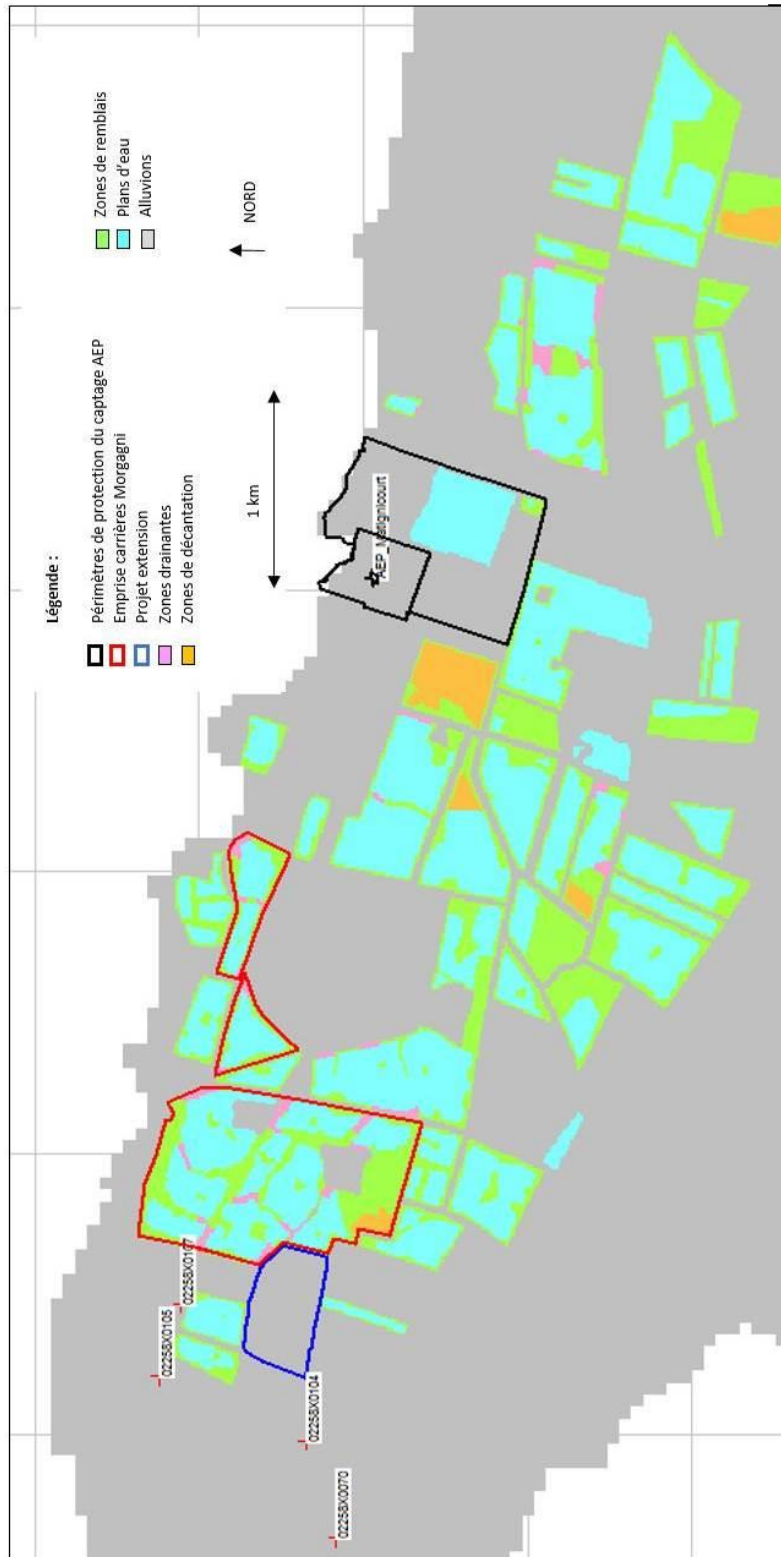 Légende :
Périmètres de protection du captage AEP
Emprise carrières Morgagni
Projet extension
Zones drainantes
Zones de décantation
Zones de remblais
Plans d'eau
Alluvions
NORD
1 km
AEP_Matignicourt
02258X0107
02258X0105
02258X0104
02258X0070